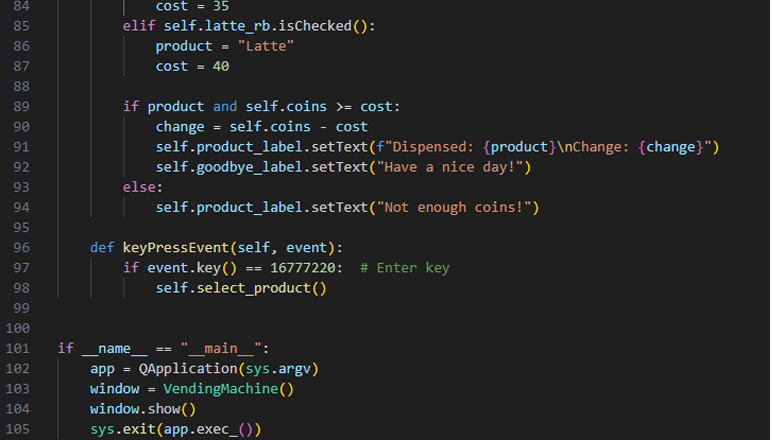 84 cost = 35
85 elif self.latte_rb.isChecked():
86 product = "Latte"
87 cost = 40
88
89 if product and self.coins >= cost:
90 change = self.coins - cost
91 self.product_label.setText(f"Dispensed: {product}\nChange: {change}")
92 self.goodbye_label.setText("Have a nice day!")
93 else:
94 self.product_label.setText("Not enough coins!")
95
96 def keyPressEvent(self, event):
97 if event.key() == 16777220:  # Enter key
98 self.select_product()
99
100
101 if __name__ == "__main__":
102 app = QApplication(sys.argv)
103 window = VendingMachine()
104 window.show()
105 sys.exit(app.exec_())